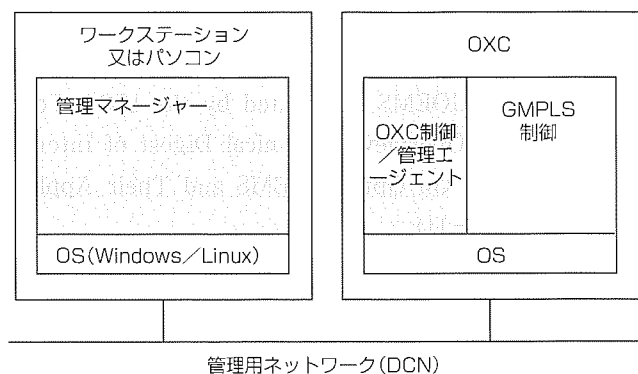 ワークステーション
又はパソコン
管理マネージャー
OS(Windows／Linux)
OXC
OXC制御
／管理エ
ージェント
GMPLS
制御
OS
管理用ネットワーク(DCN)